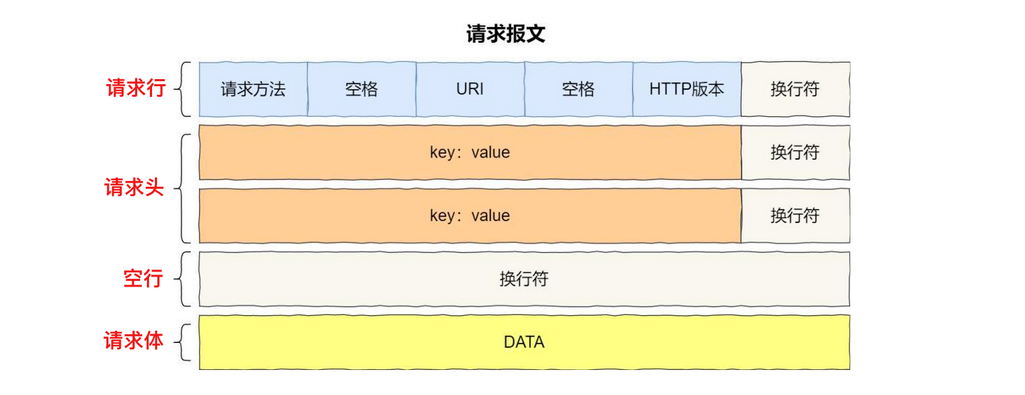 请求报文
请求行 请求方法 空格 URI 空格 HTTP版本 换行符
key：value 换行符
请求头
key：value 换行符
空行 换行符
请求体 DATA